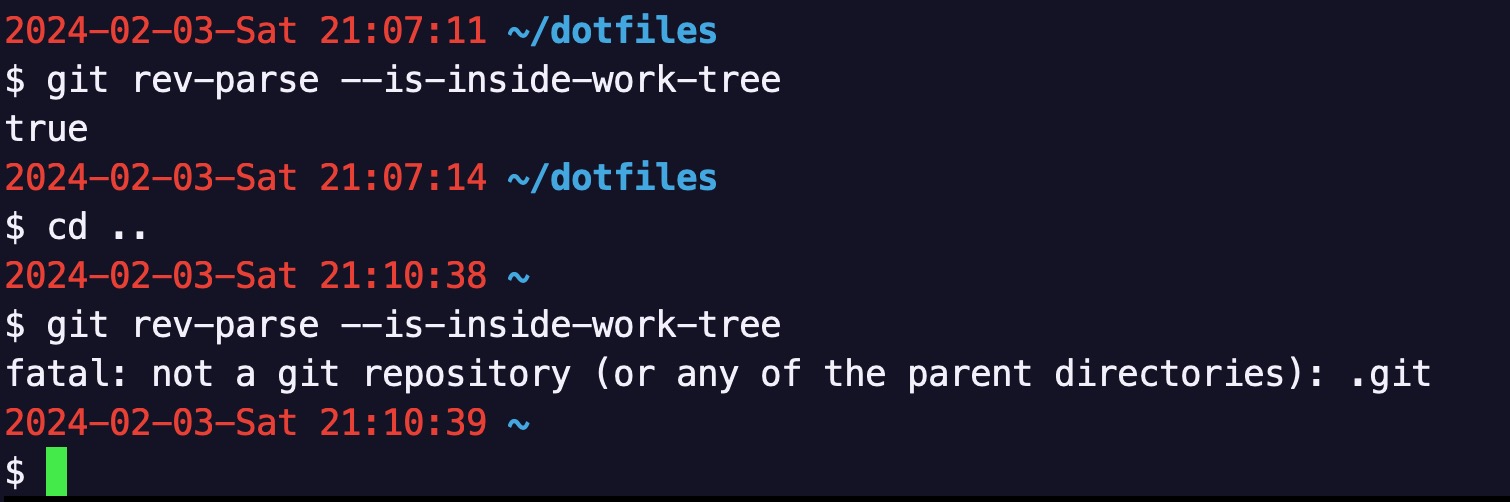 2024-02-03-Sat 21:07:11 ~/dotfiles
$ git rev-parse --is-inside-work-tree
true
2024-02-03-Sat 21:07:14 ~/dotfiles
$ cd ..
2024-02-03-Sat 21:10:38 ~
$ git rev-parse --is-inside-work-tree
fatal: not a git repository (or any of the parent directories): .git
2024-02-03-Sat 21:10:39 ~
$